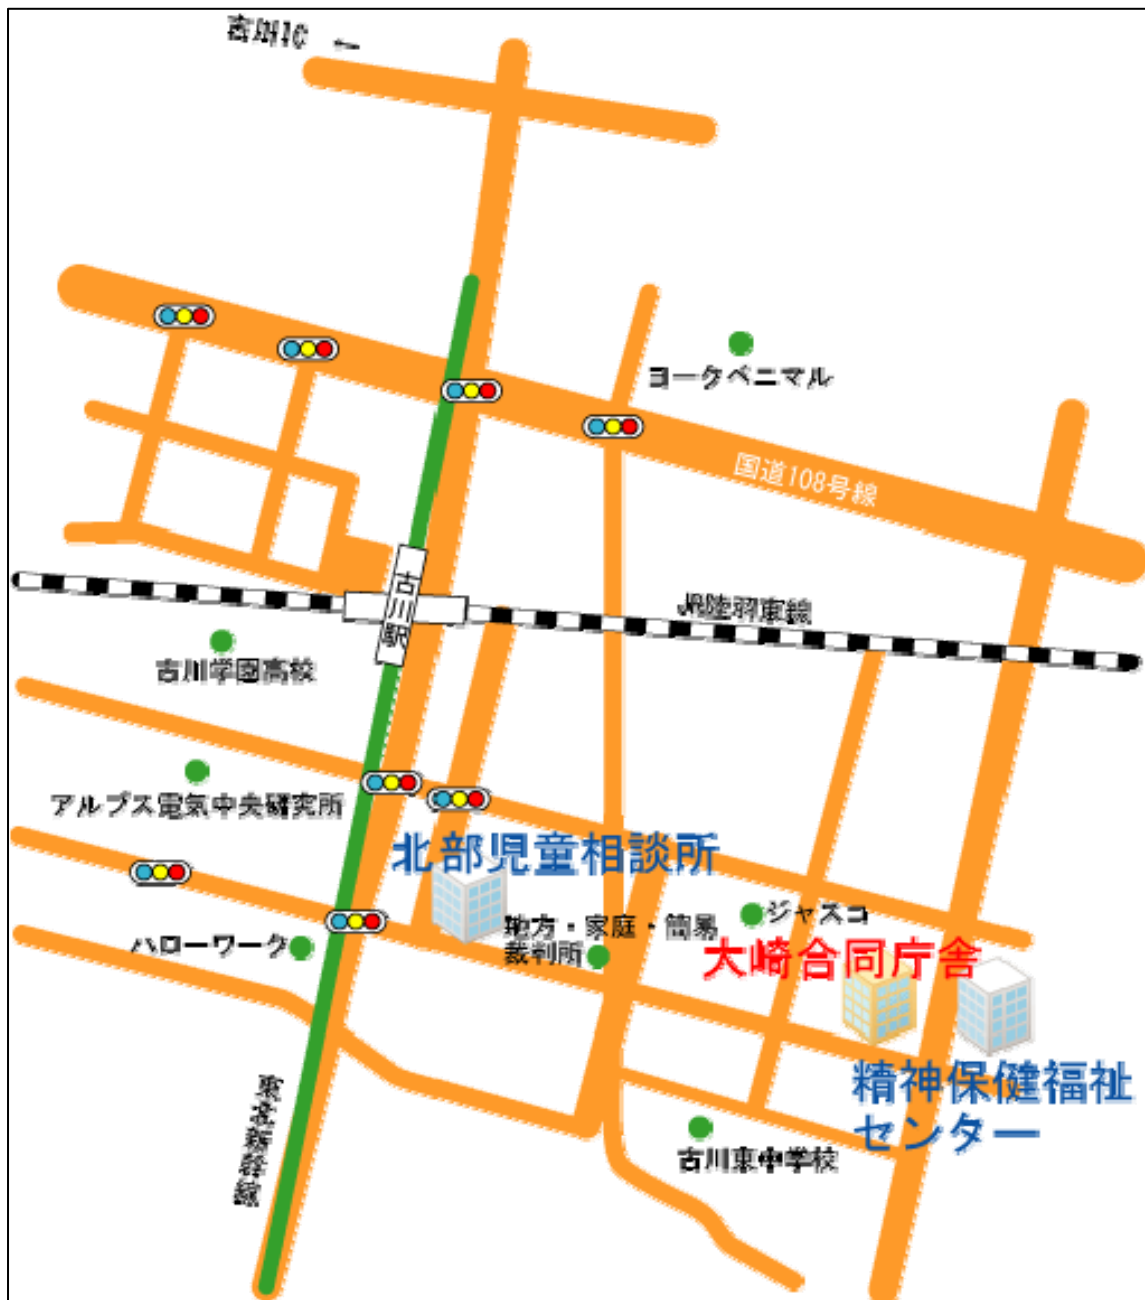 古川IC ←
ヨークベニマル
国道108号線
古川駅
JR陸羽東線
古川学園高校
アルプス電気中央研究所
北部児童相談所
ジャスコ
地方・家庭・簡易
裁判所
ハローワーク
大崎合同庁舎
精神保健福祉
センター
東北新幹線
古川東中学校